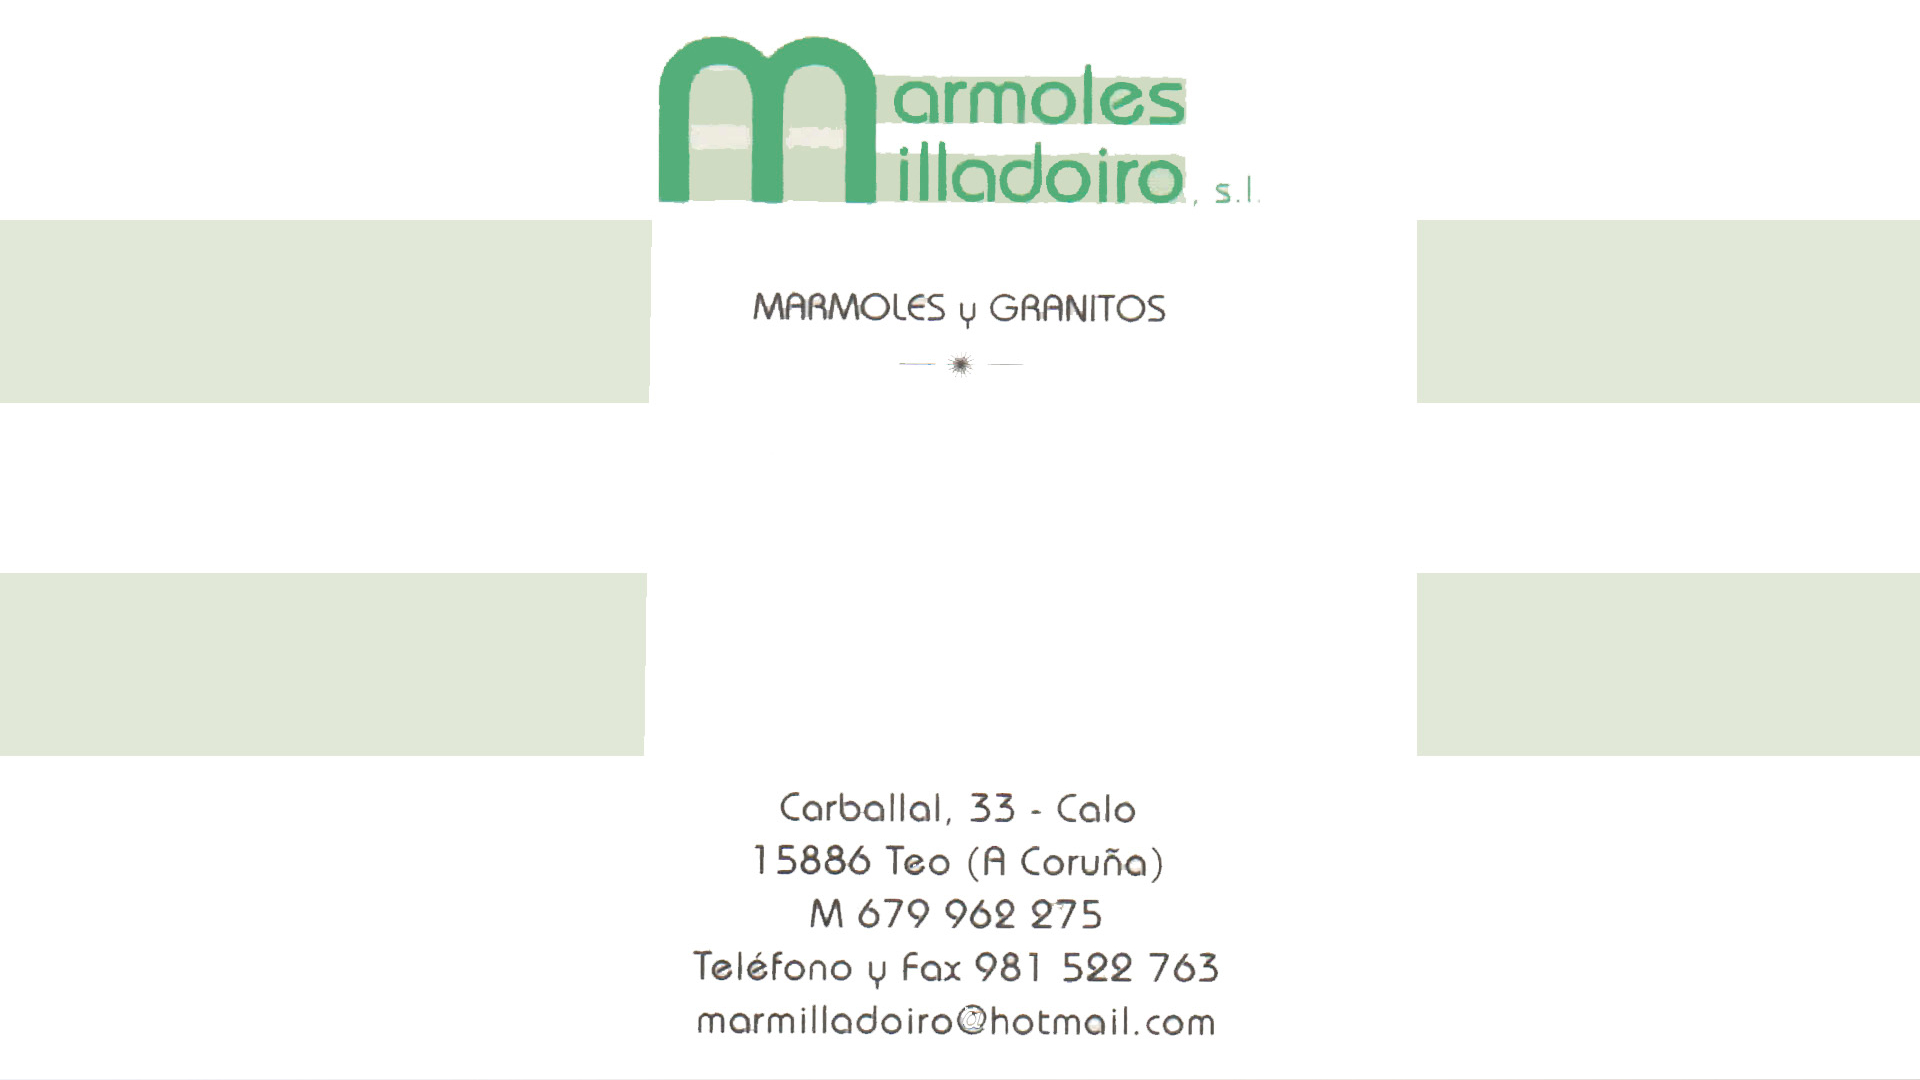 Marmoles
Milladoiro, s.l.
MARMOLES y GRANITOS
Carballal, 33 - Calo
15886 Teo (A Coruña)
M 679 962 275
Teléfono y Fax 981 522 763
marmilladoiro@hotmail.com